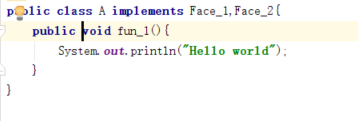 public class A implements Face_1,Face_2{
public void fun_1(){
System.out.println("Hello world");
}
}